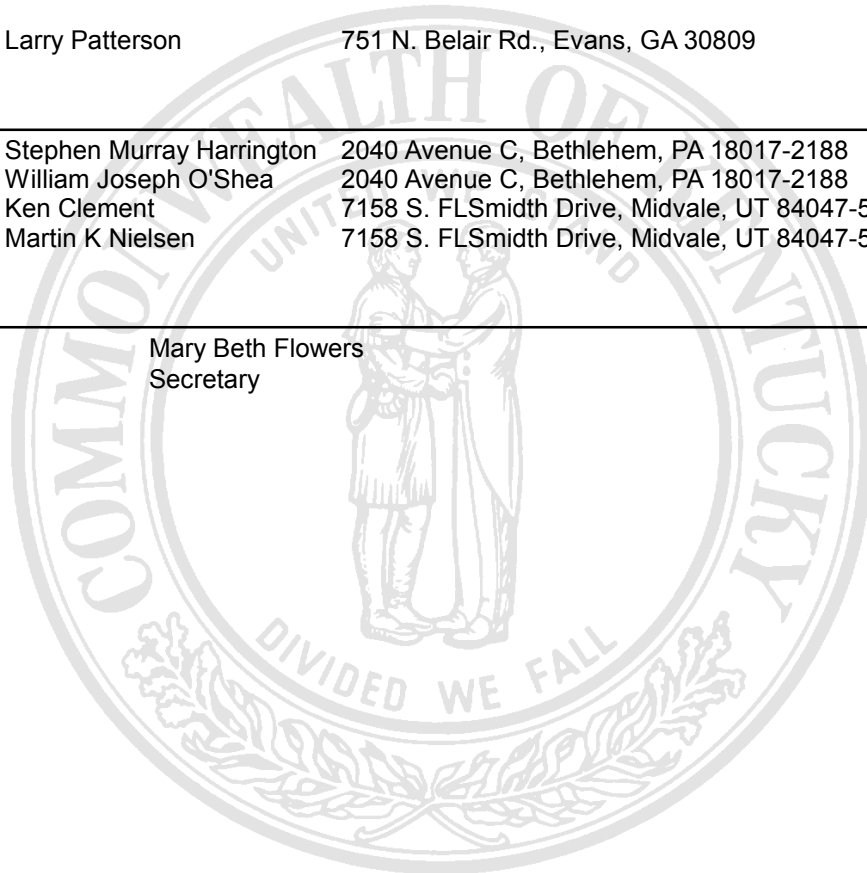 Larry Patterson 751 N. Belair Rd., Evans, GA 30809
Stephen Murray Harrington 2040 Avenue C, Bethlehem, PA 18017-2188
William Joseph O'Shea 2040 Avenue C, Bethlehem, PA 18017-2188
Ken Clement 7158 S. FLSmidth Drive, Midvale, UT 84047-5
Martin K Nielsen 7158 S. FLSmidth Drive, Midvale, UT 84047-5
Mary Beth Flowers
Secretary
COMMONWEALTH OF KENTUCKY
UNITED WE STAND
DIVIDED WE FALL